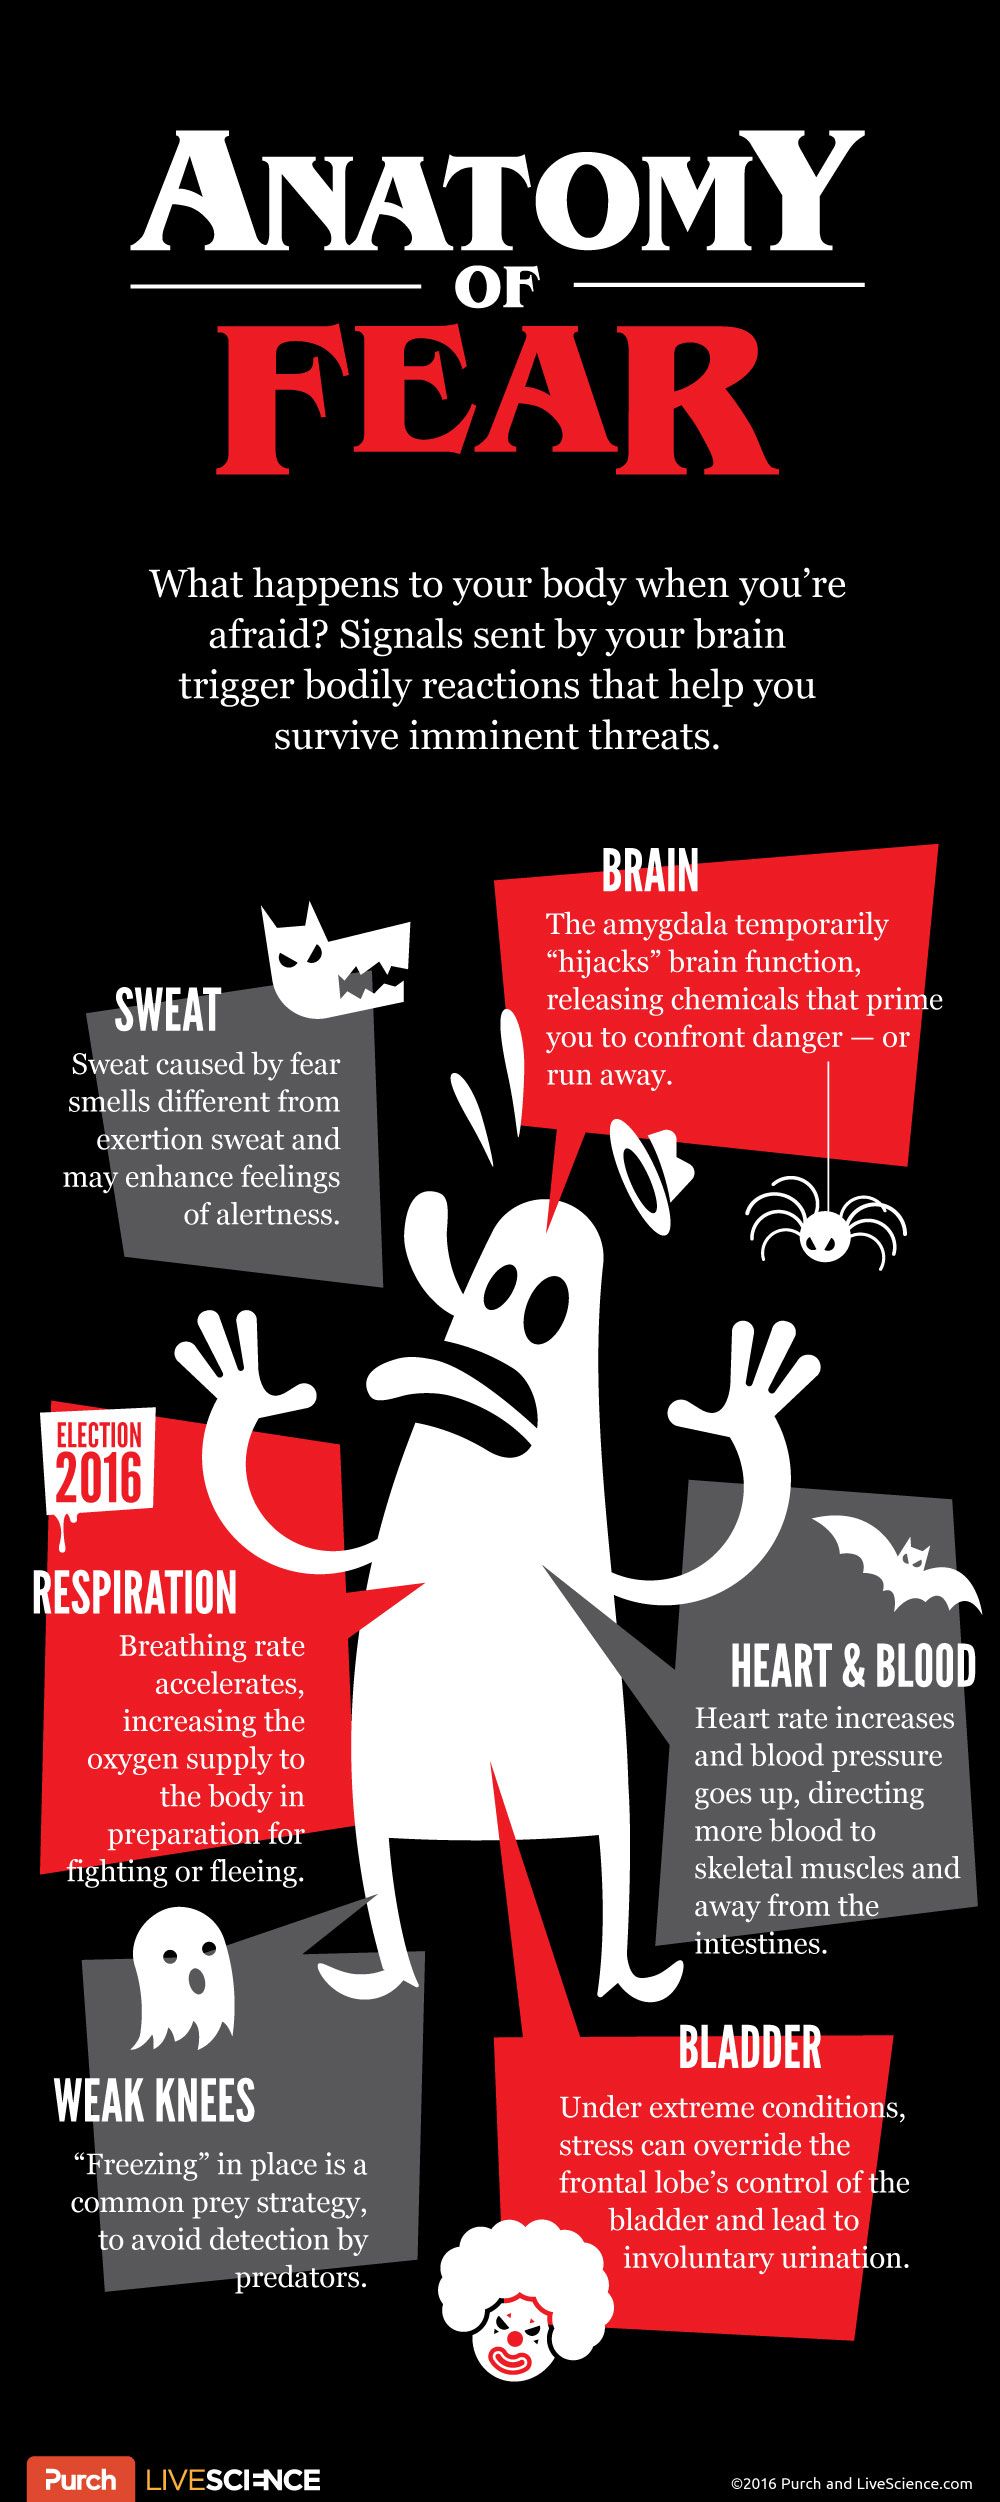 ANATOMY
OF
FEAR
What happens to your body when you're
afraid? Signals sent by your brain
trigger bodily reactions that help you
survive imminent threats.
BRAIN
The amygdala temporarily
“hijacks” brain function,
releasing chemicals that prime
you to confront danger — or
run away.
SWEAT
Sweat caused by fear
smells different from
exertion sweat and
may enhance feelings
of alertness.
ELECTION
2016
RESPIRATION
Breathing rate
accelerates,
increasing the
oxygen supply to
the body in
preparation for
fighting or fleeing.
HEART & BLOOD
Heart rate increases
and blood pressure
goes up, directing
more blood to
skeletal muscles and
away from the
intestines.
WEAK KNEES
“Freezing” in place is a
common prey strategy,
to avoid detection by
predators.
BLADDER
Under extreme conditions,
stress can override the
frontal lobe's control of the
bladder and lead to
involuntary urination.
Purch LIVESCIENCE
©2016 Purch and LiveScience.com